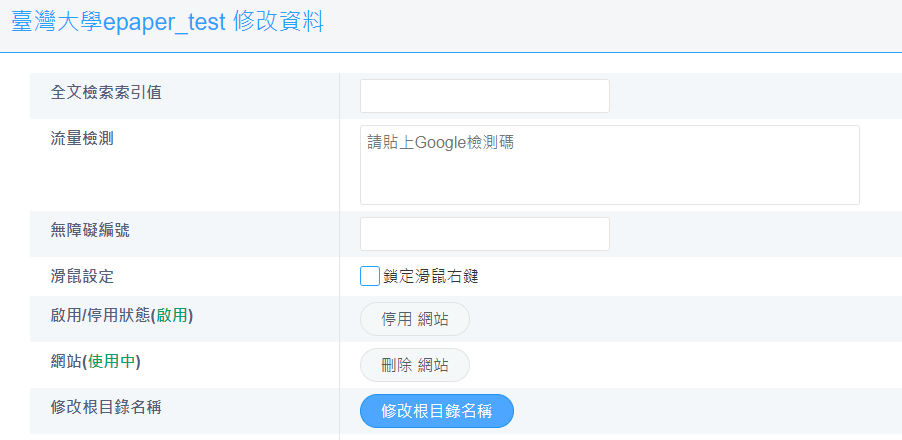 臺灣大學epaper_test 修改資料
全文檢索索引值
流量檢測
請貼上Google檢測碼
無障礙編號
滑鼠設定
鎖定滑鼠右鍵
啟用/停用狀態(啟用)
停用 網站
網站(使用中)
刪除 網站
修改根目錄名稱
修改根目錄名稱